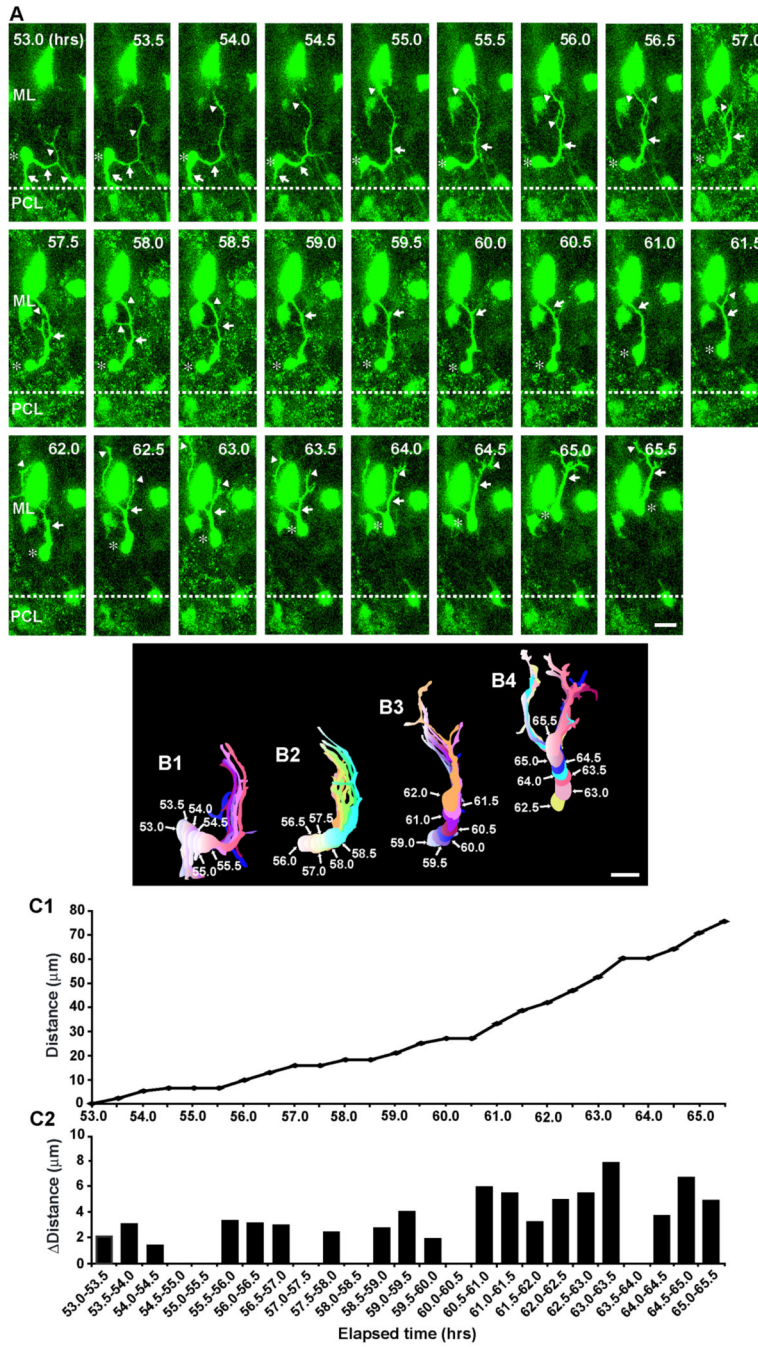 A
53.0 (hrs) 53.5 54.0 54.5 55.0 55.5 56.0 56.5 57.0
ML
* * * * * * * * *
PCL
57.5 58.0 58.5 59.0 59.5 60.0 60.5 61.0 61.5
ML
* * * * * * * * *
PCL
62.0 62.5 63.0 63.5 64.0 64.5 65.0 65.5
ML
* * * * * * * *
PCL
B1 B2 B3 B4
53.0 53.5 54.0 54.5 55.0 55.5
56.0 56.5 57.0 57.5 58.0 58.5
59.0 59.5 60.0 60.5 61.0 61.5 62.0
62.5 63.0 63.5 64.0 64.5 65.0 65.5
C1
Distance (μm)
80
70
60
50
40
30
20
10
0
53.0 54.0 55.0 56.0 57.0 58.0 59.0 60.0 61.0 62.0 63.0 64.0 65.0
C2
ΔDistance (μm)
8
6
4
2
0
53.0-53.5
53.5-54.0
54.0-54.5
54.5-55.0
55.0-55.5
55.5-56.0
56.0-56.5
56.5-57.0
57.0-57.5
57.5-58.0
58.0-58.5
58.5-59.0
59.0-59.5
59.5-60.0
60.0-60.5
60.5-61.0
61.0-61.5
61.5-62.0
62.0-62.5
62.5-63.0
63.0-63.5
63.5-64.0
64.0-64.5
64.5-65.0
65.0-65.5
Elapsed time (hrs)